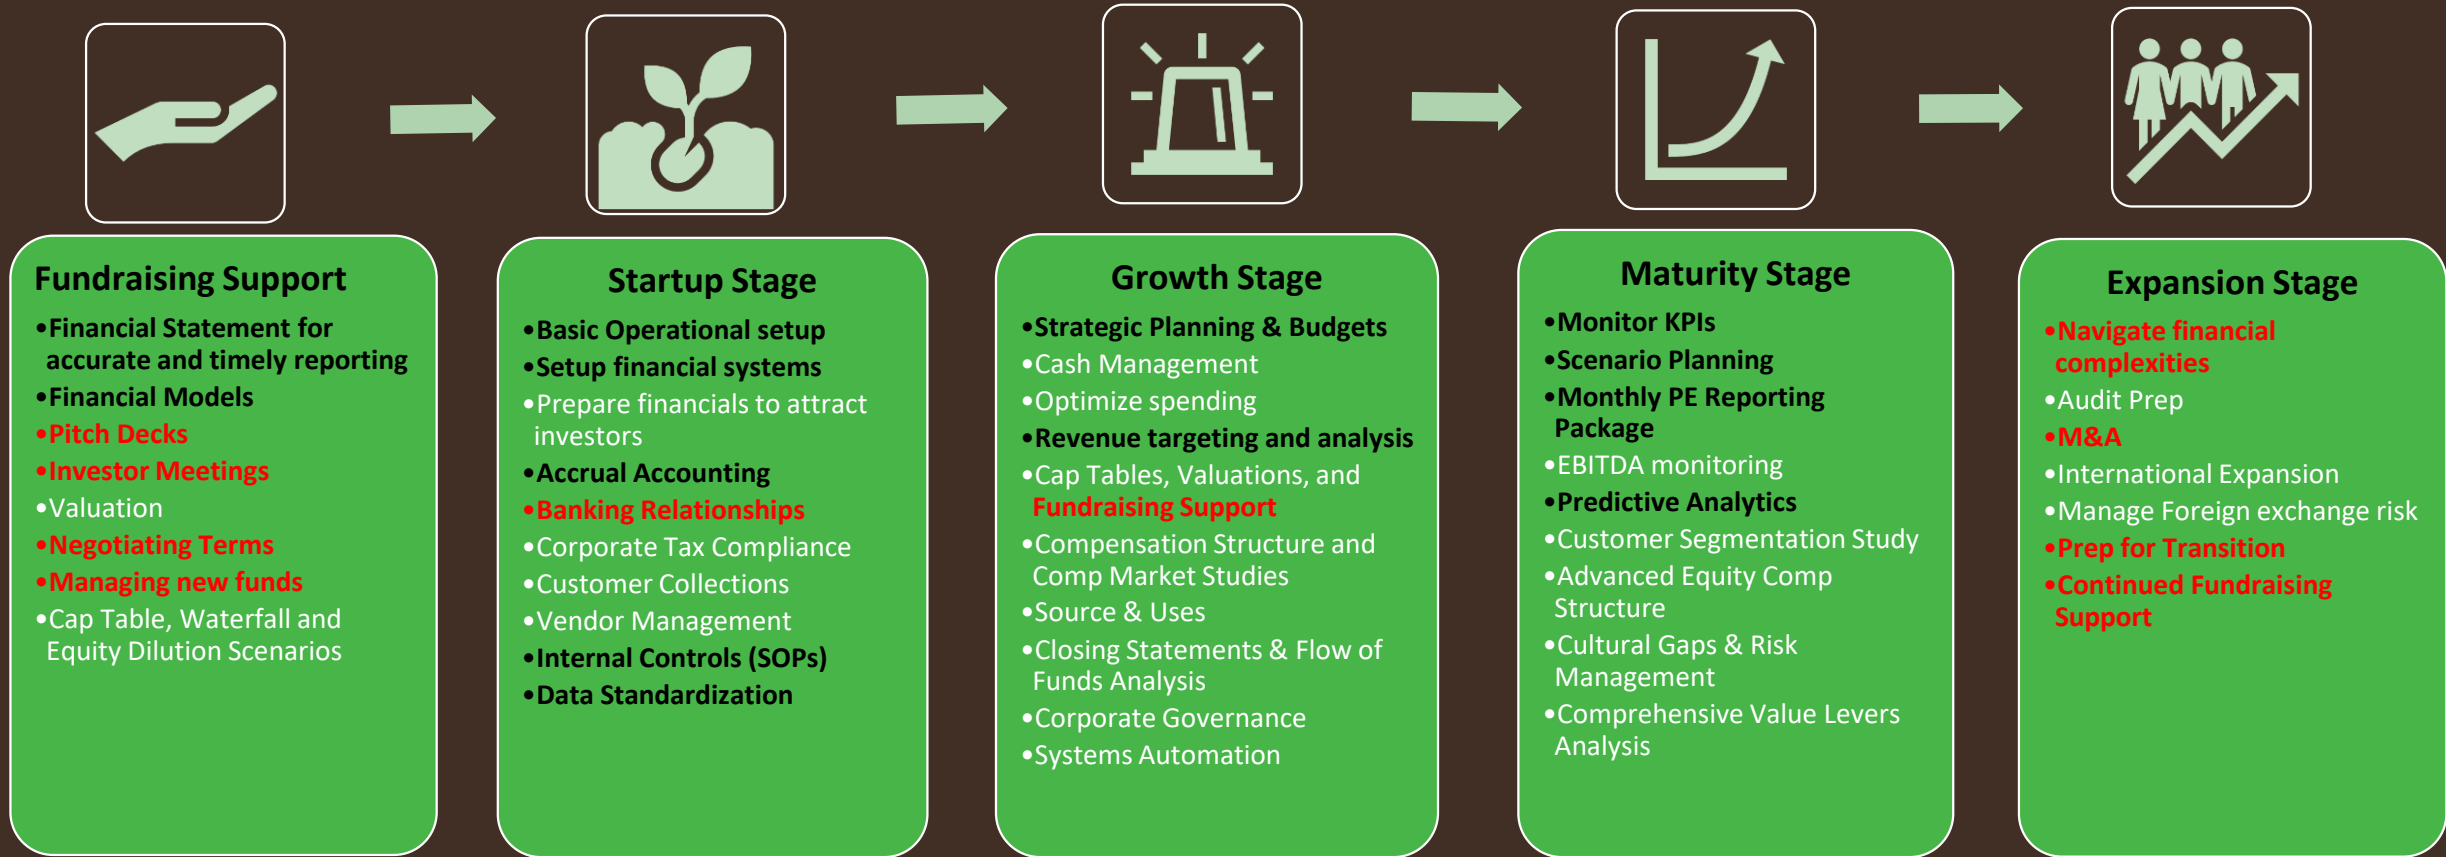 Fundraising Support
•Financial Statement for
accurate and timely reporting
•Financial Models
•Pitch Decks
•Investor Meetings
•Valuation
•Negotiating Terms
•Managing new funds
•Cap Table, Waterfall and
Equity Dilution Scenarios
Startup Stage
•Basic Operational setup
•Setup financial systems
•Prepare financials to attract
investors
•Accrual Accounting
•Banking Relationships
•Corporate Tax Compliance
•Customer Collections
•Vendor Management
•Internal Controls (SOPs)
•Data Standardization
Growth Stage
•Strategic Planning & Budgets
•Cash Management
•Optimize spending
•Revenue targeting and analysis
•Cap Tables, Valuations, and
Fundraising Support
•Compensation Structure and
Comp Market Studies
•Source & Uses
•Closing Statements & Flow of
Funds Analysis
•Corporate Governance
•Systems Automation
Maturity Stage
•Monitor KPIs
•Scenario Planning
•Monthly PE Reporting
Package
•EBITDA monitoring
•Predictive Analytics
•Customer Segmentation Study
•Advanced Equity Comp
Structure
•Cultural Gaps & Risk
Management
•Comprehensive Value Levers
Analysis
Expansion Stage
•Navigate financial
complexities
•Audit Prep
•M&A
•International Expansion
•Manage Foreign exchange risk
•Prep for Transition
•Continued Fundraising
Support